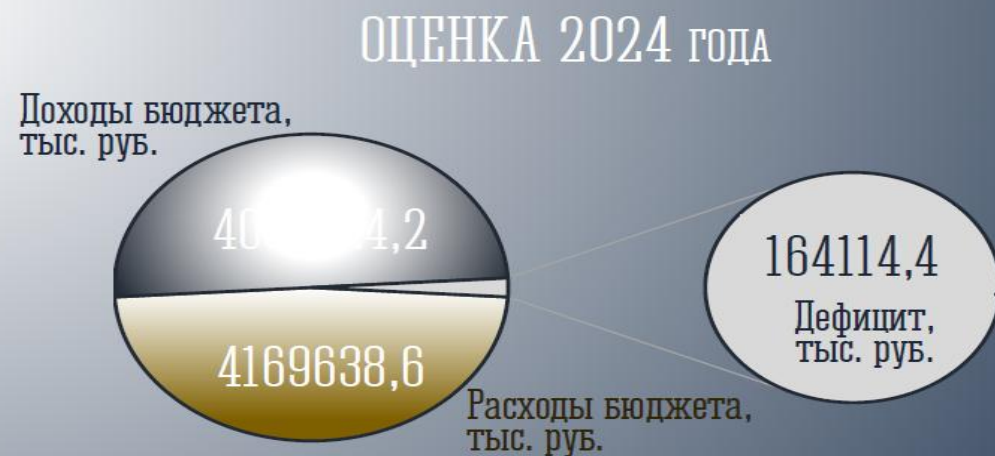 ОЦЕНКА 2024 ГОДА
Доходы бюджета,
тыс. руб.
164114,4
Дефицит,
тыс. руб.
4169638,6
Расходы бюджета,
тыс. руб.